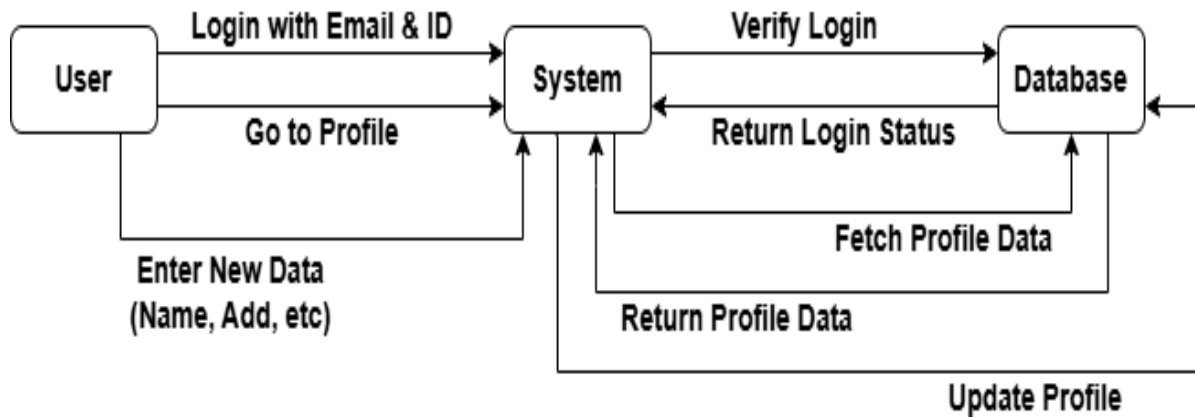 Login with Email & ID
Verify Login
User
System
Database
Go to Profile
Return Login Status
Fetch Profile Data
Enter New Data
(Name, Add, etc)
Return Profile Data
Update Profile